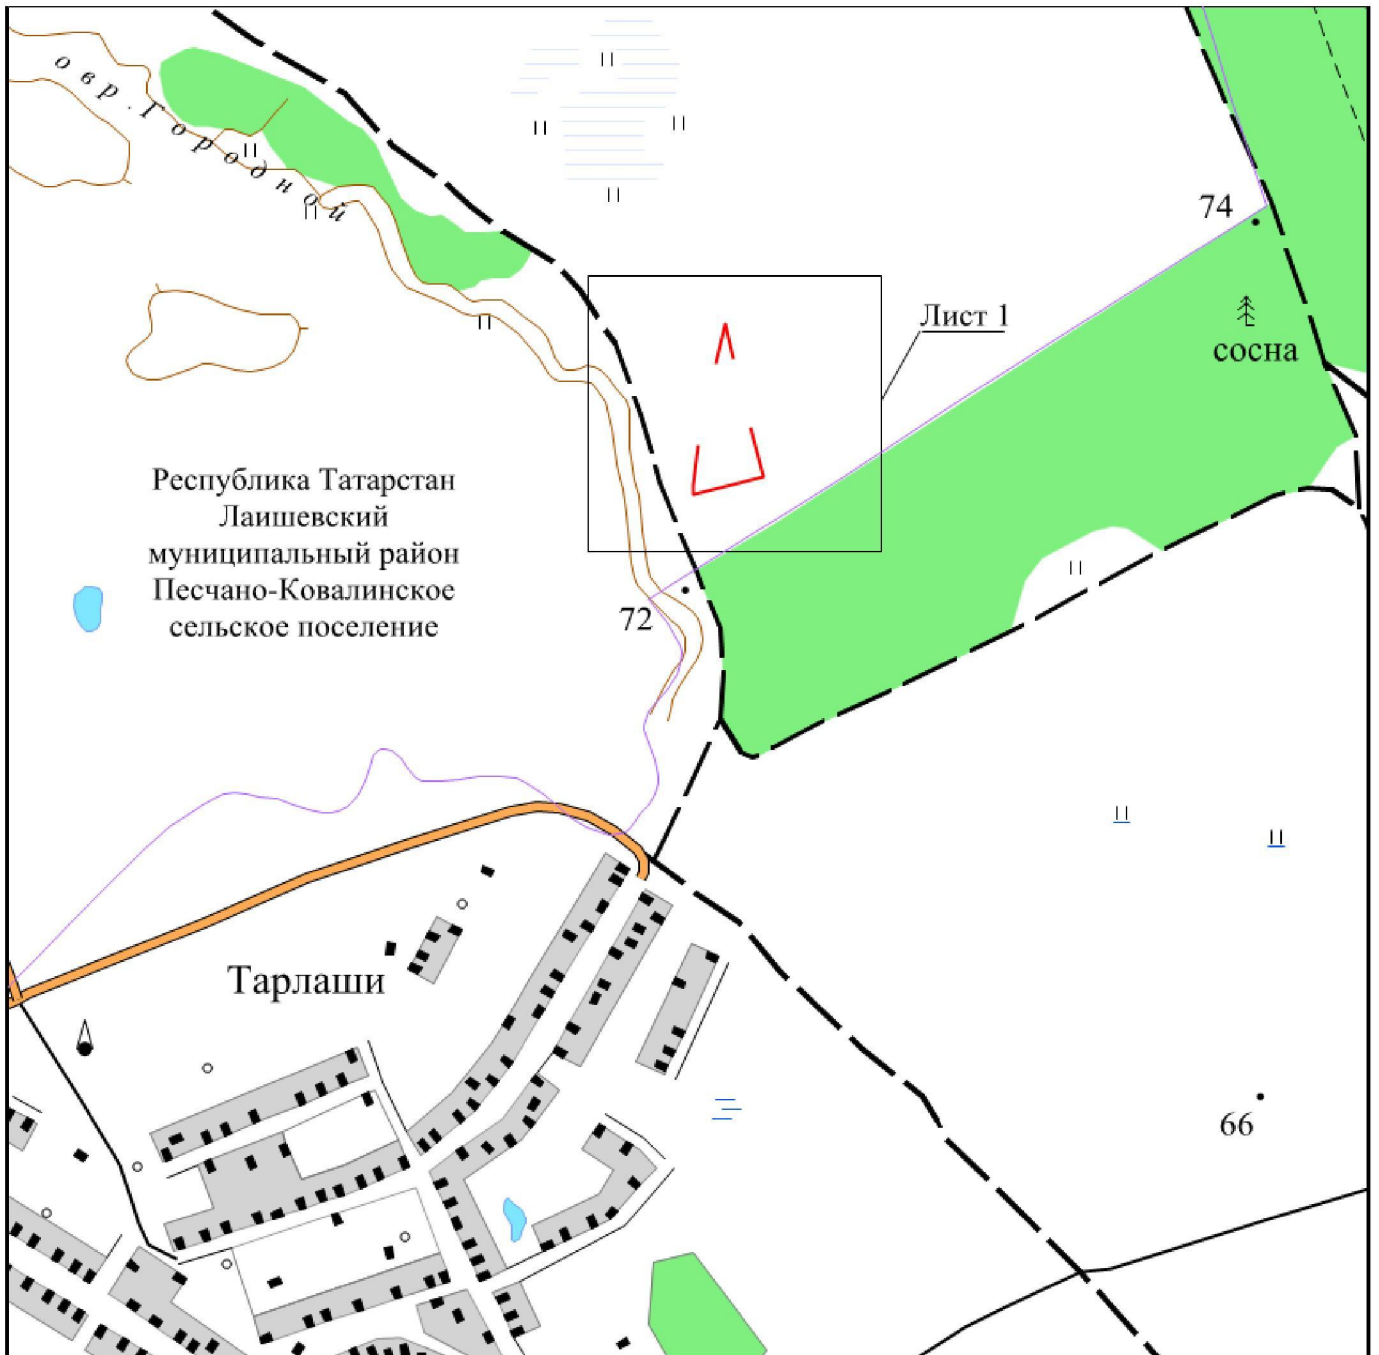 овр. Городной
74
Лист 1
сосна
Республика Татарстан
Лаишевский
муниципальный район
Песчано-Ковалинское
сельское поселение
72
Тарлаши
66